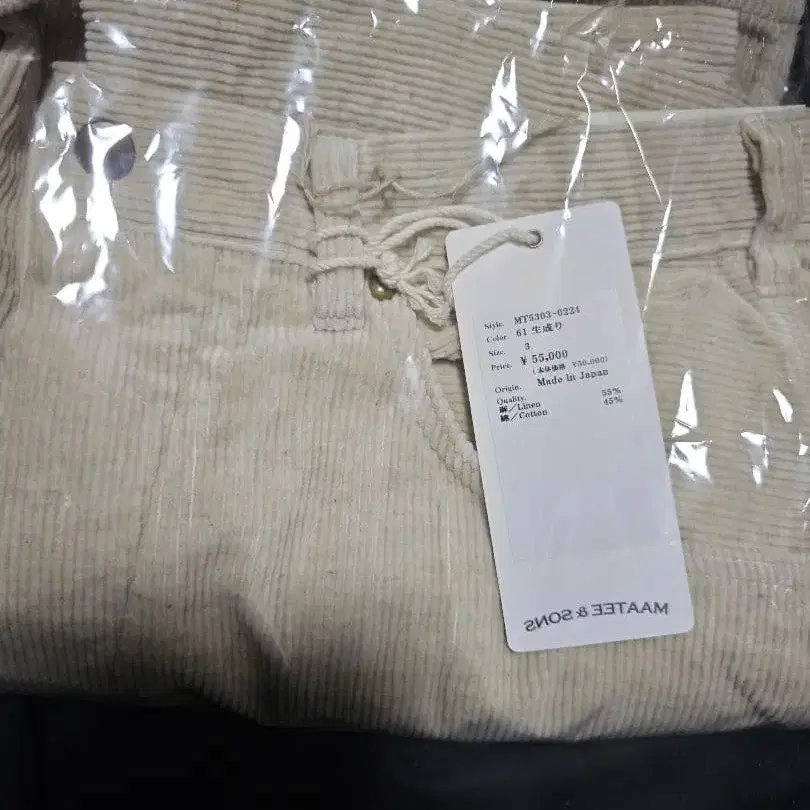 Style. MT5303-0224
Color. 61 生成り
Size. 3
Price. ¥ 55,000
(本体価格 ¥50,000)
Origin. Made in Japan
Quality.
麻/Linen 55%
綿/Cotton 45%
MAATEE & SONS